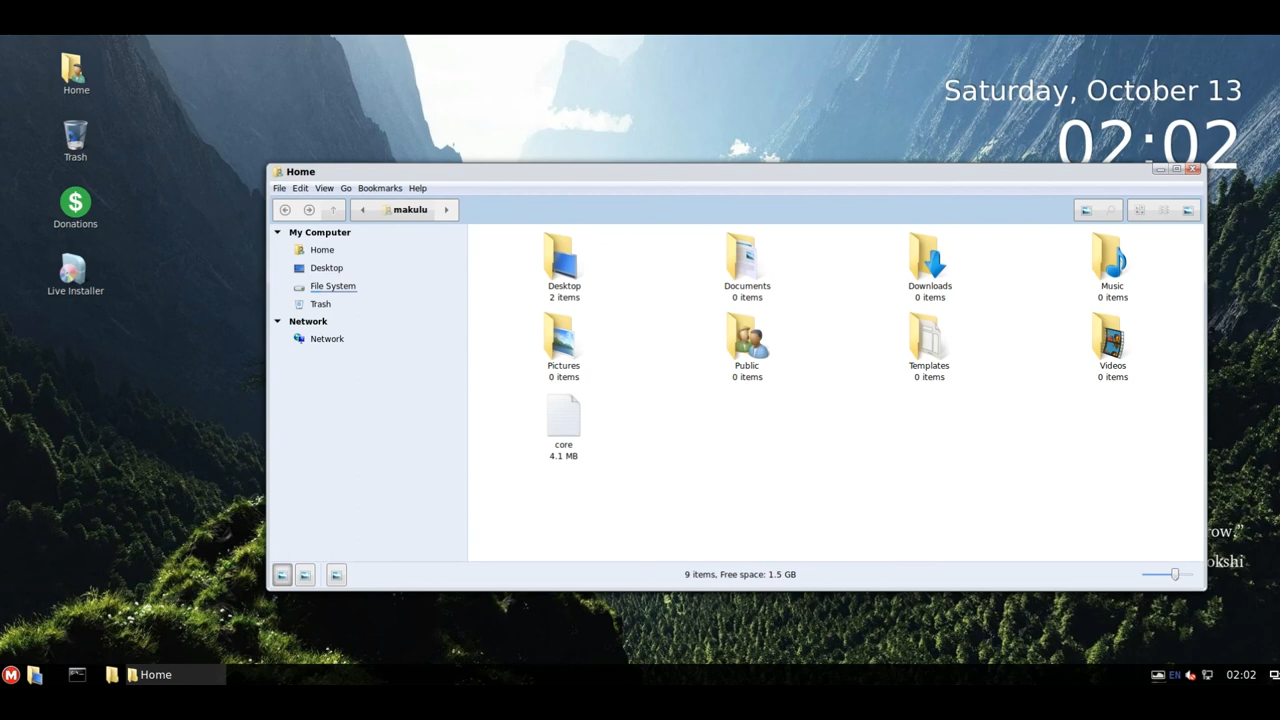 Home
Trash
Donations
Live Installer
Saturday, October 13
02:02
Home
File Edit View Go Bookmarks Help
makulu
My Computer
Home
Desktop
File System
Trash
Network
Network
Desktop
2 items
Documents
0 items
Downloads
0 items
Music
0 items
Pictures
0 items
Public
0 items
Templates
0 items
Videos
0 items
core
4.1 MB
9 items, Free space: 1.5 GB
M
Home
EN
02:02